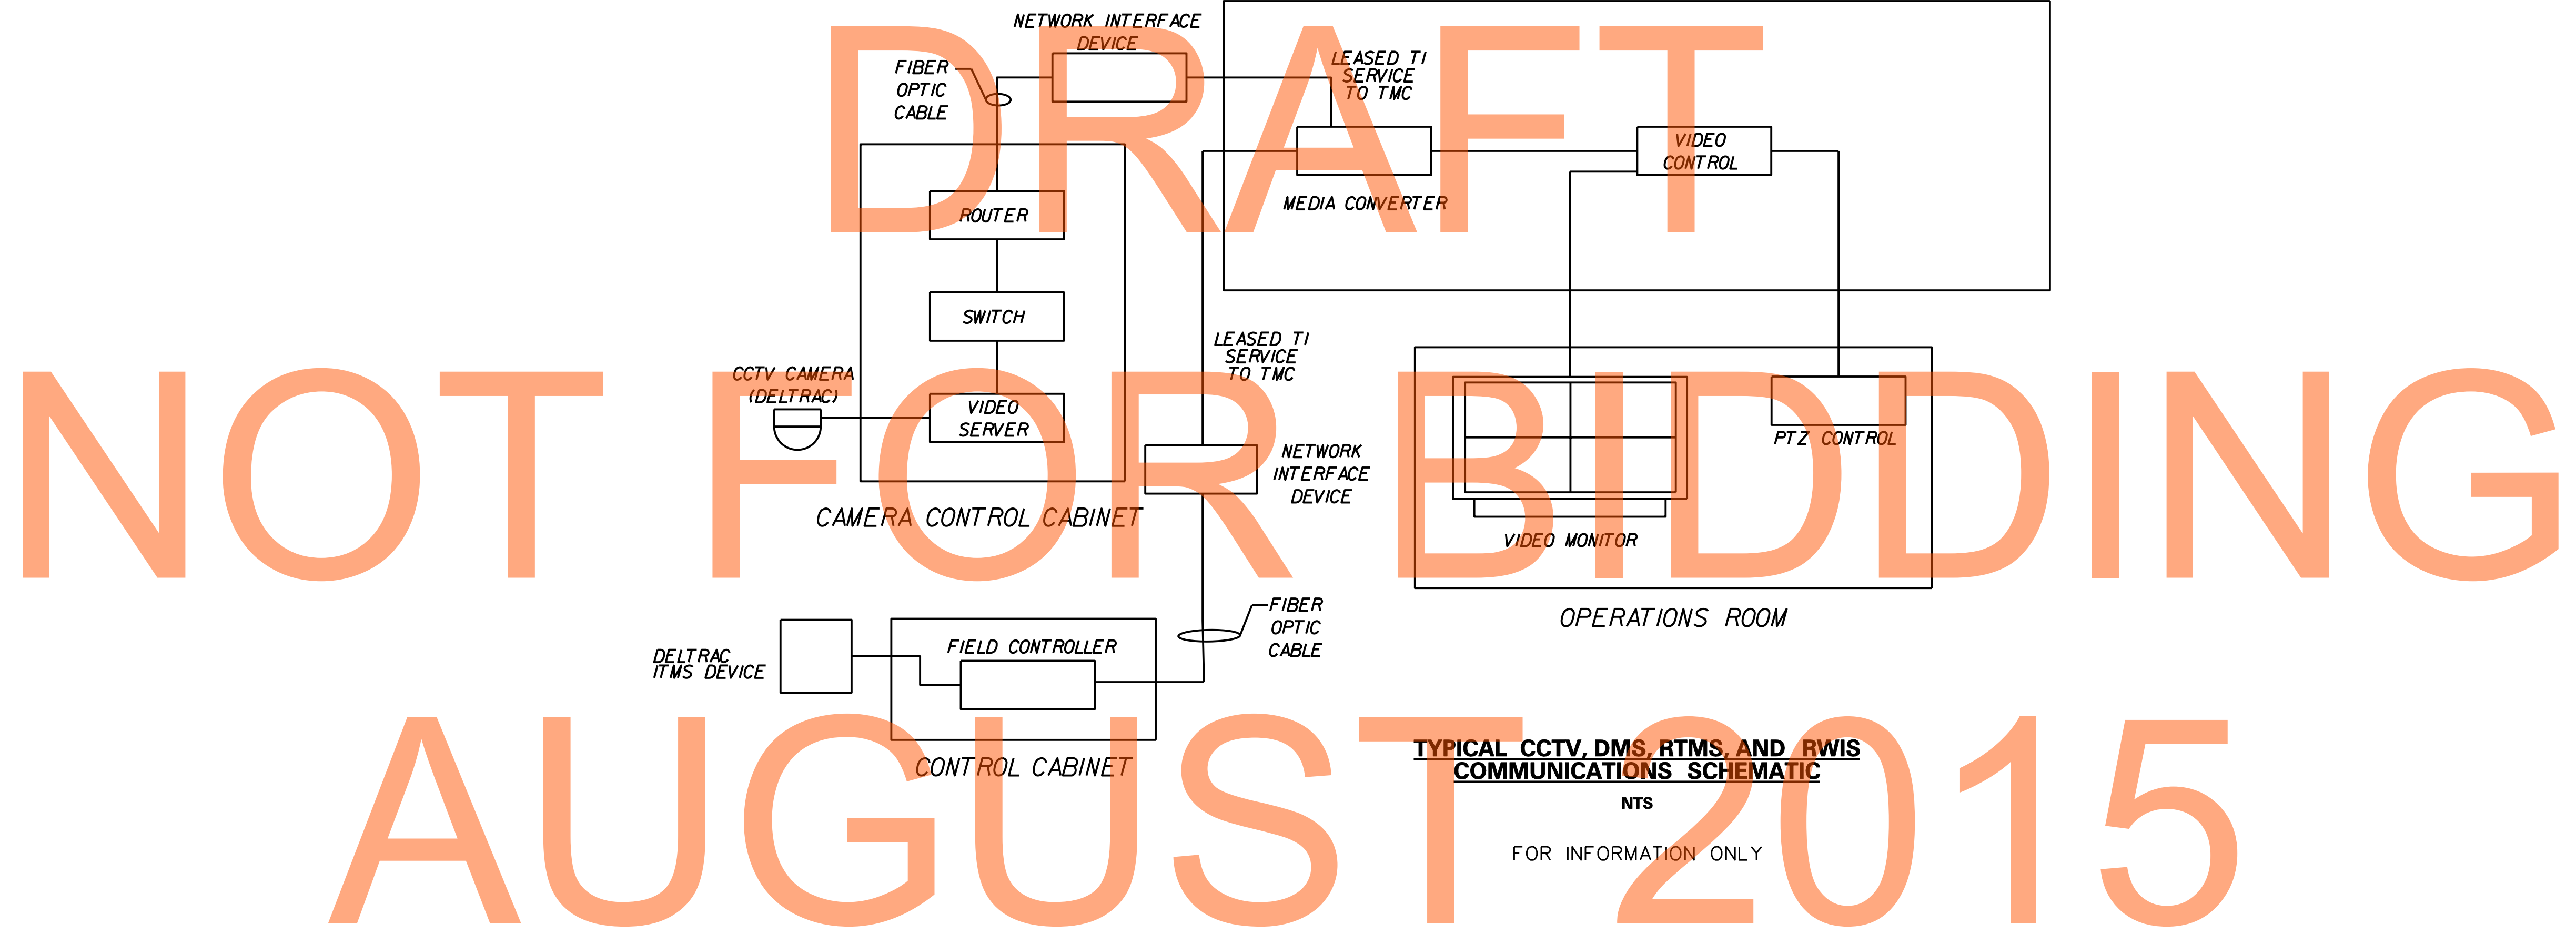 NETWORK INTERFACE
DEVICE
FIBER
OPTIC
CABLE
LEASED T1
SERVICE
TO TMC
VIDEO
CONTROL
MEDIA CONVERTER
ROUTER
SWITCH
LEASED T1
SERVICE
TO TMC
CCTV CAMERA
(DELTRAC)
VIDEO
SERVER
PTZ CONTROL
NETWORK
INTERFACE
DEVICE
CAMERA CONTROL CABINET
VIDEO MONITOR
FIBER
OPTIC
CABLE
OPERATIONS ROOM
FIELD CONTROLLER
DELTRAC
ITMS DEVICE
CONTROL CABINET
TYPICAL CCTV, DMS, RTMS, AND RWIS
COMMUNICATIONS SCHEMATIC
NTS
FOR INFORMATION ONLY
DRAFT
NOT FOR BIDDING
AUGUST 2015